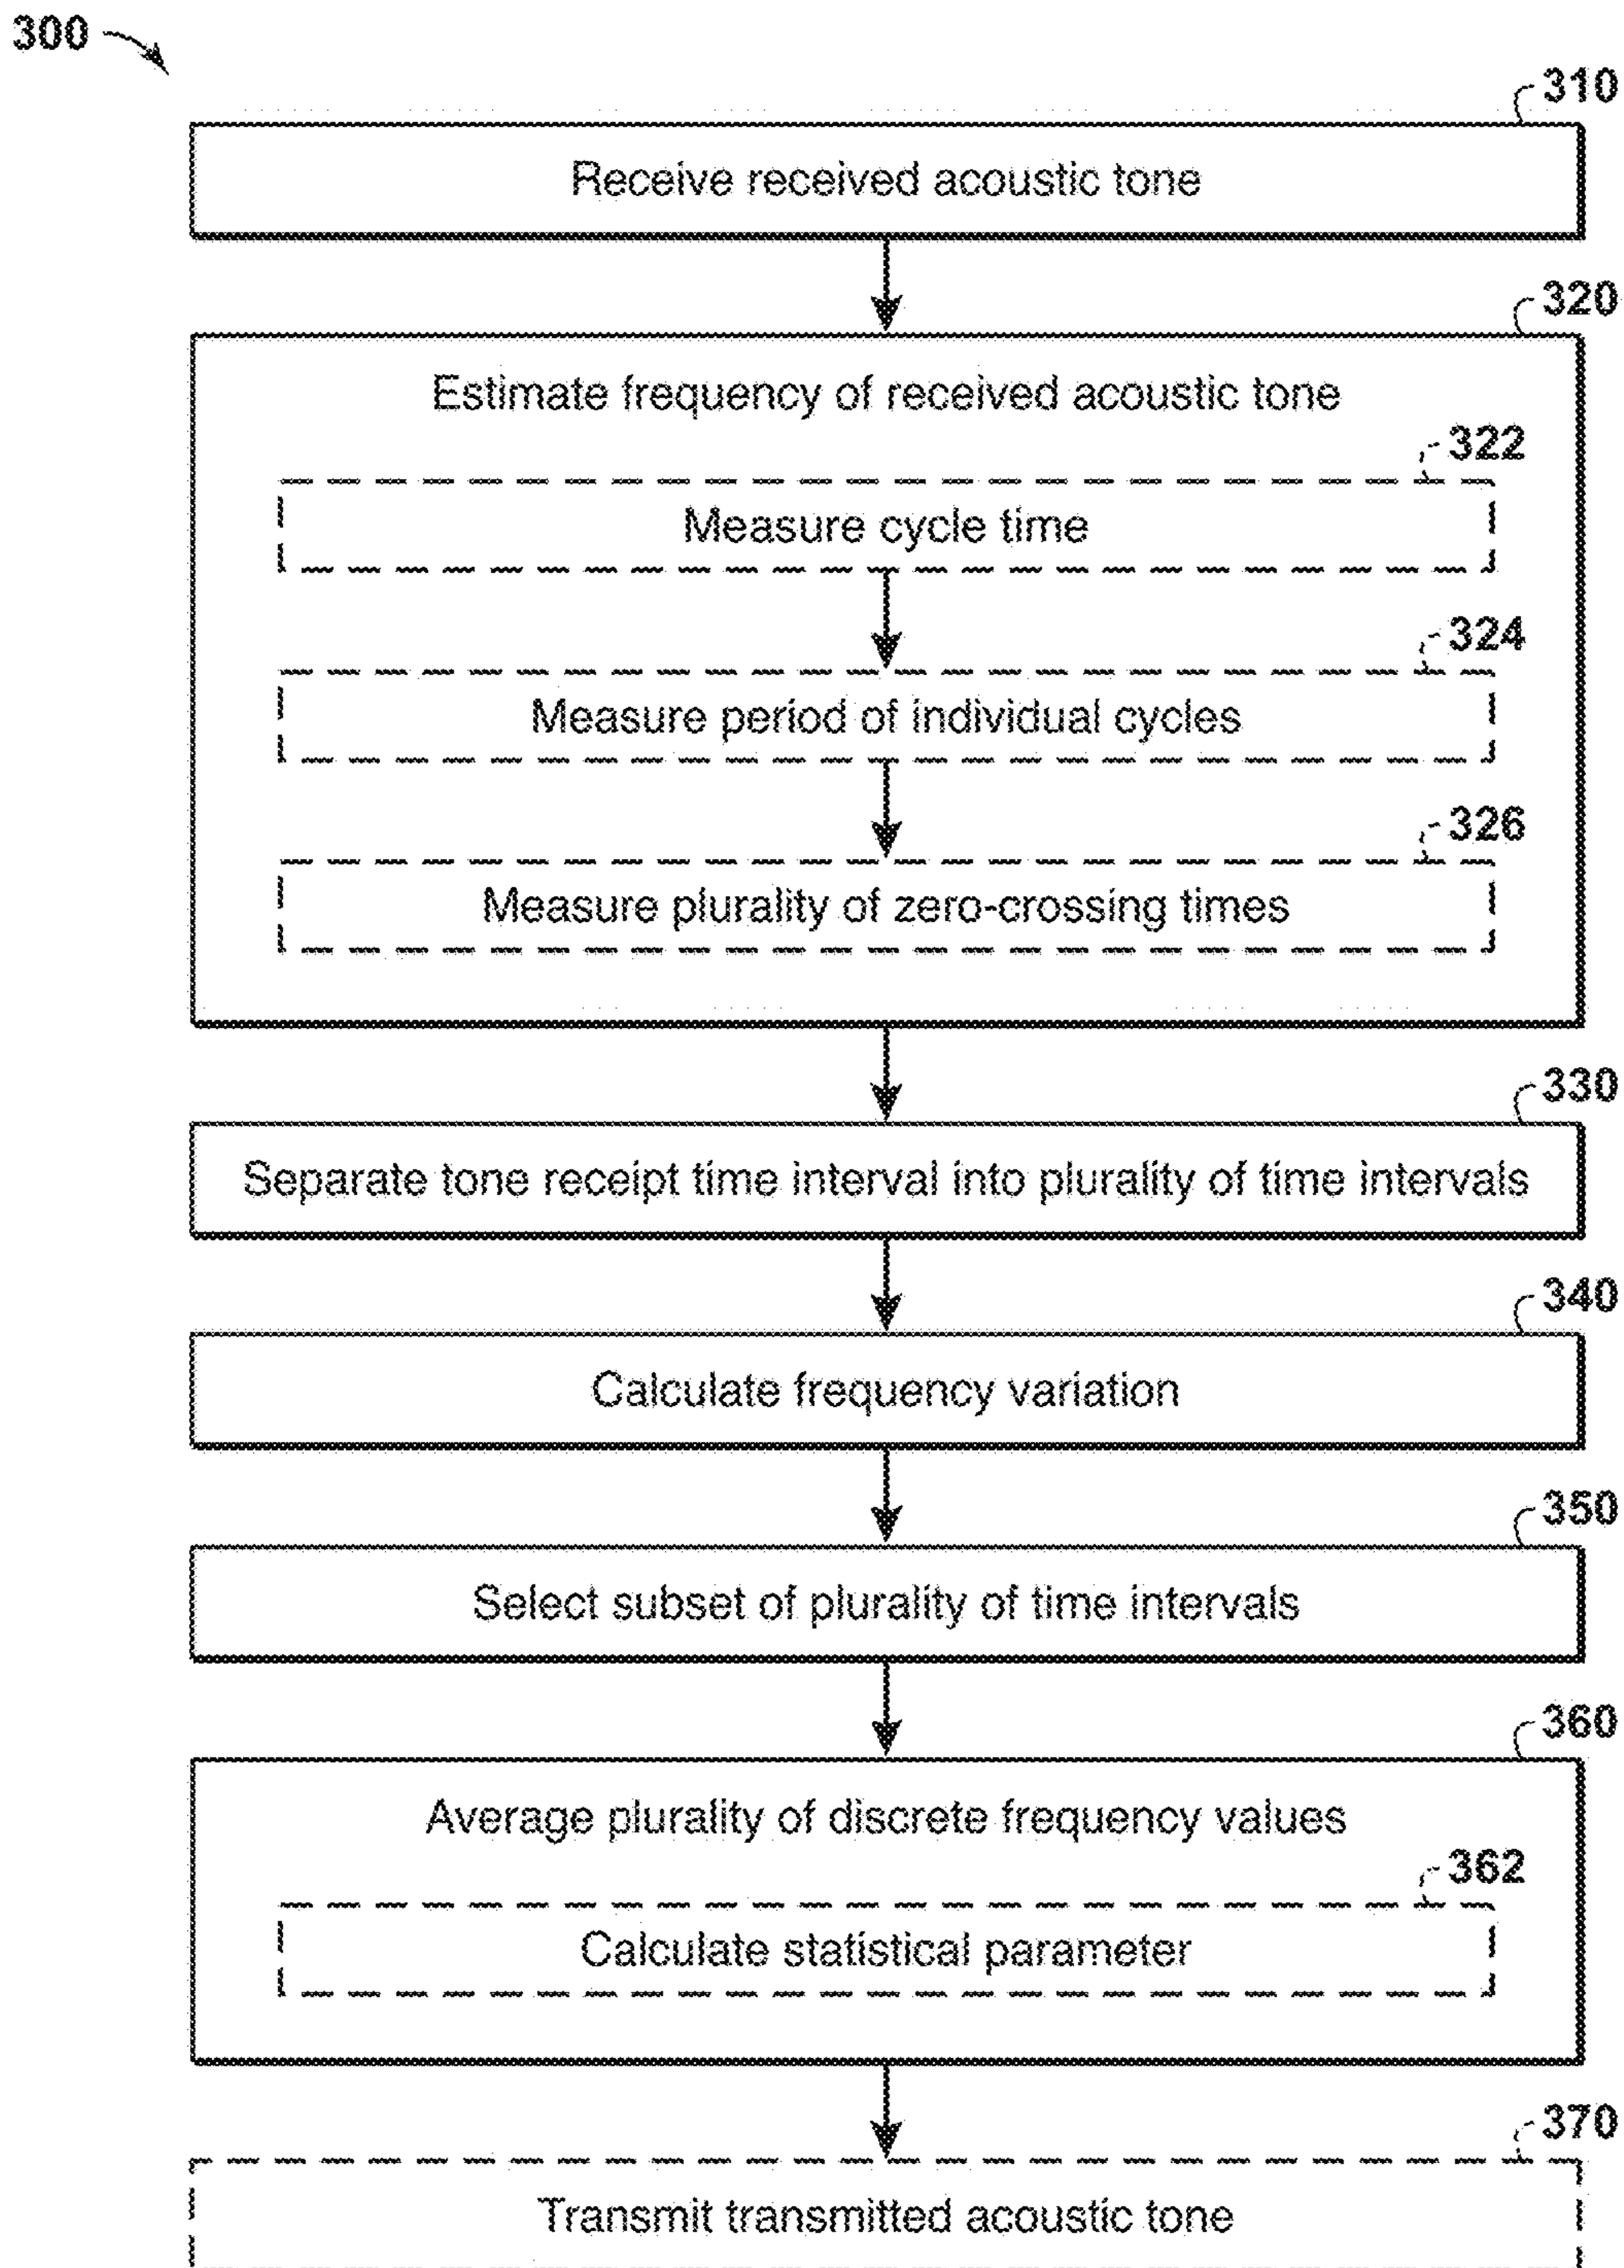 300
310
Receive received acoustic tone
320
Estimate frequency of received acoustic tone
322
Measure cycle time
324
Measure period of individual cycles
326
Measure plurality of zero-crossing times
330
Separate tone receipt time interval into plurality of time intervals
340
Calculate frequency variation
350
Select subset of plurality of time intervals
360
Average plurality of discrete frequency values
362
Calculate statistical parameter
370
Transmit transmitted acoustic tone